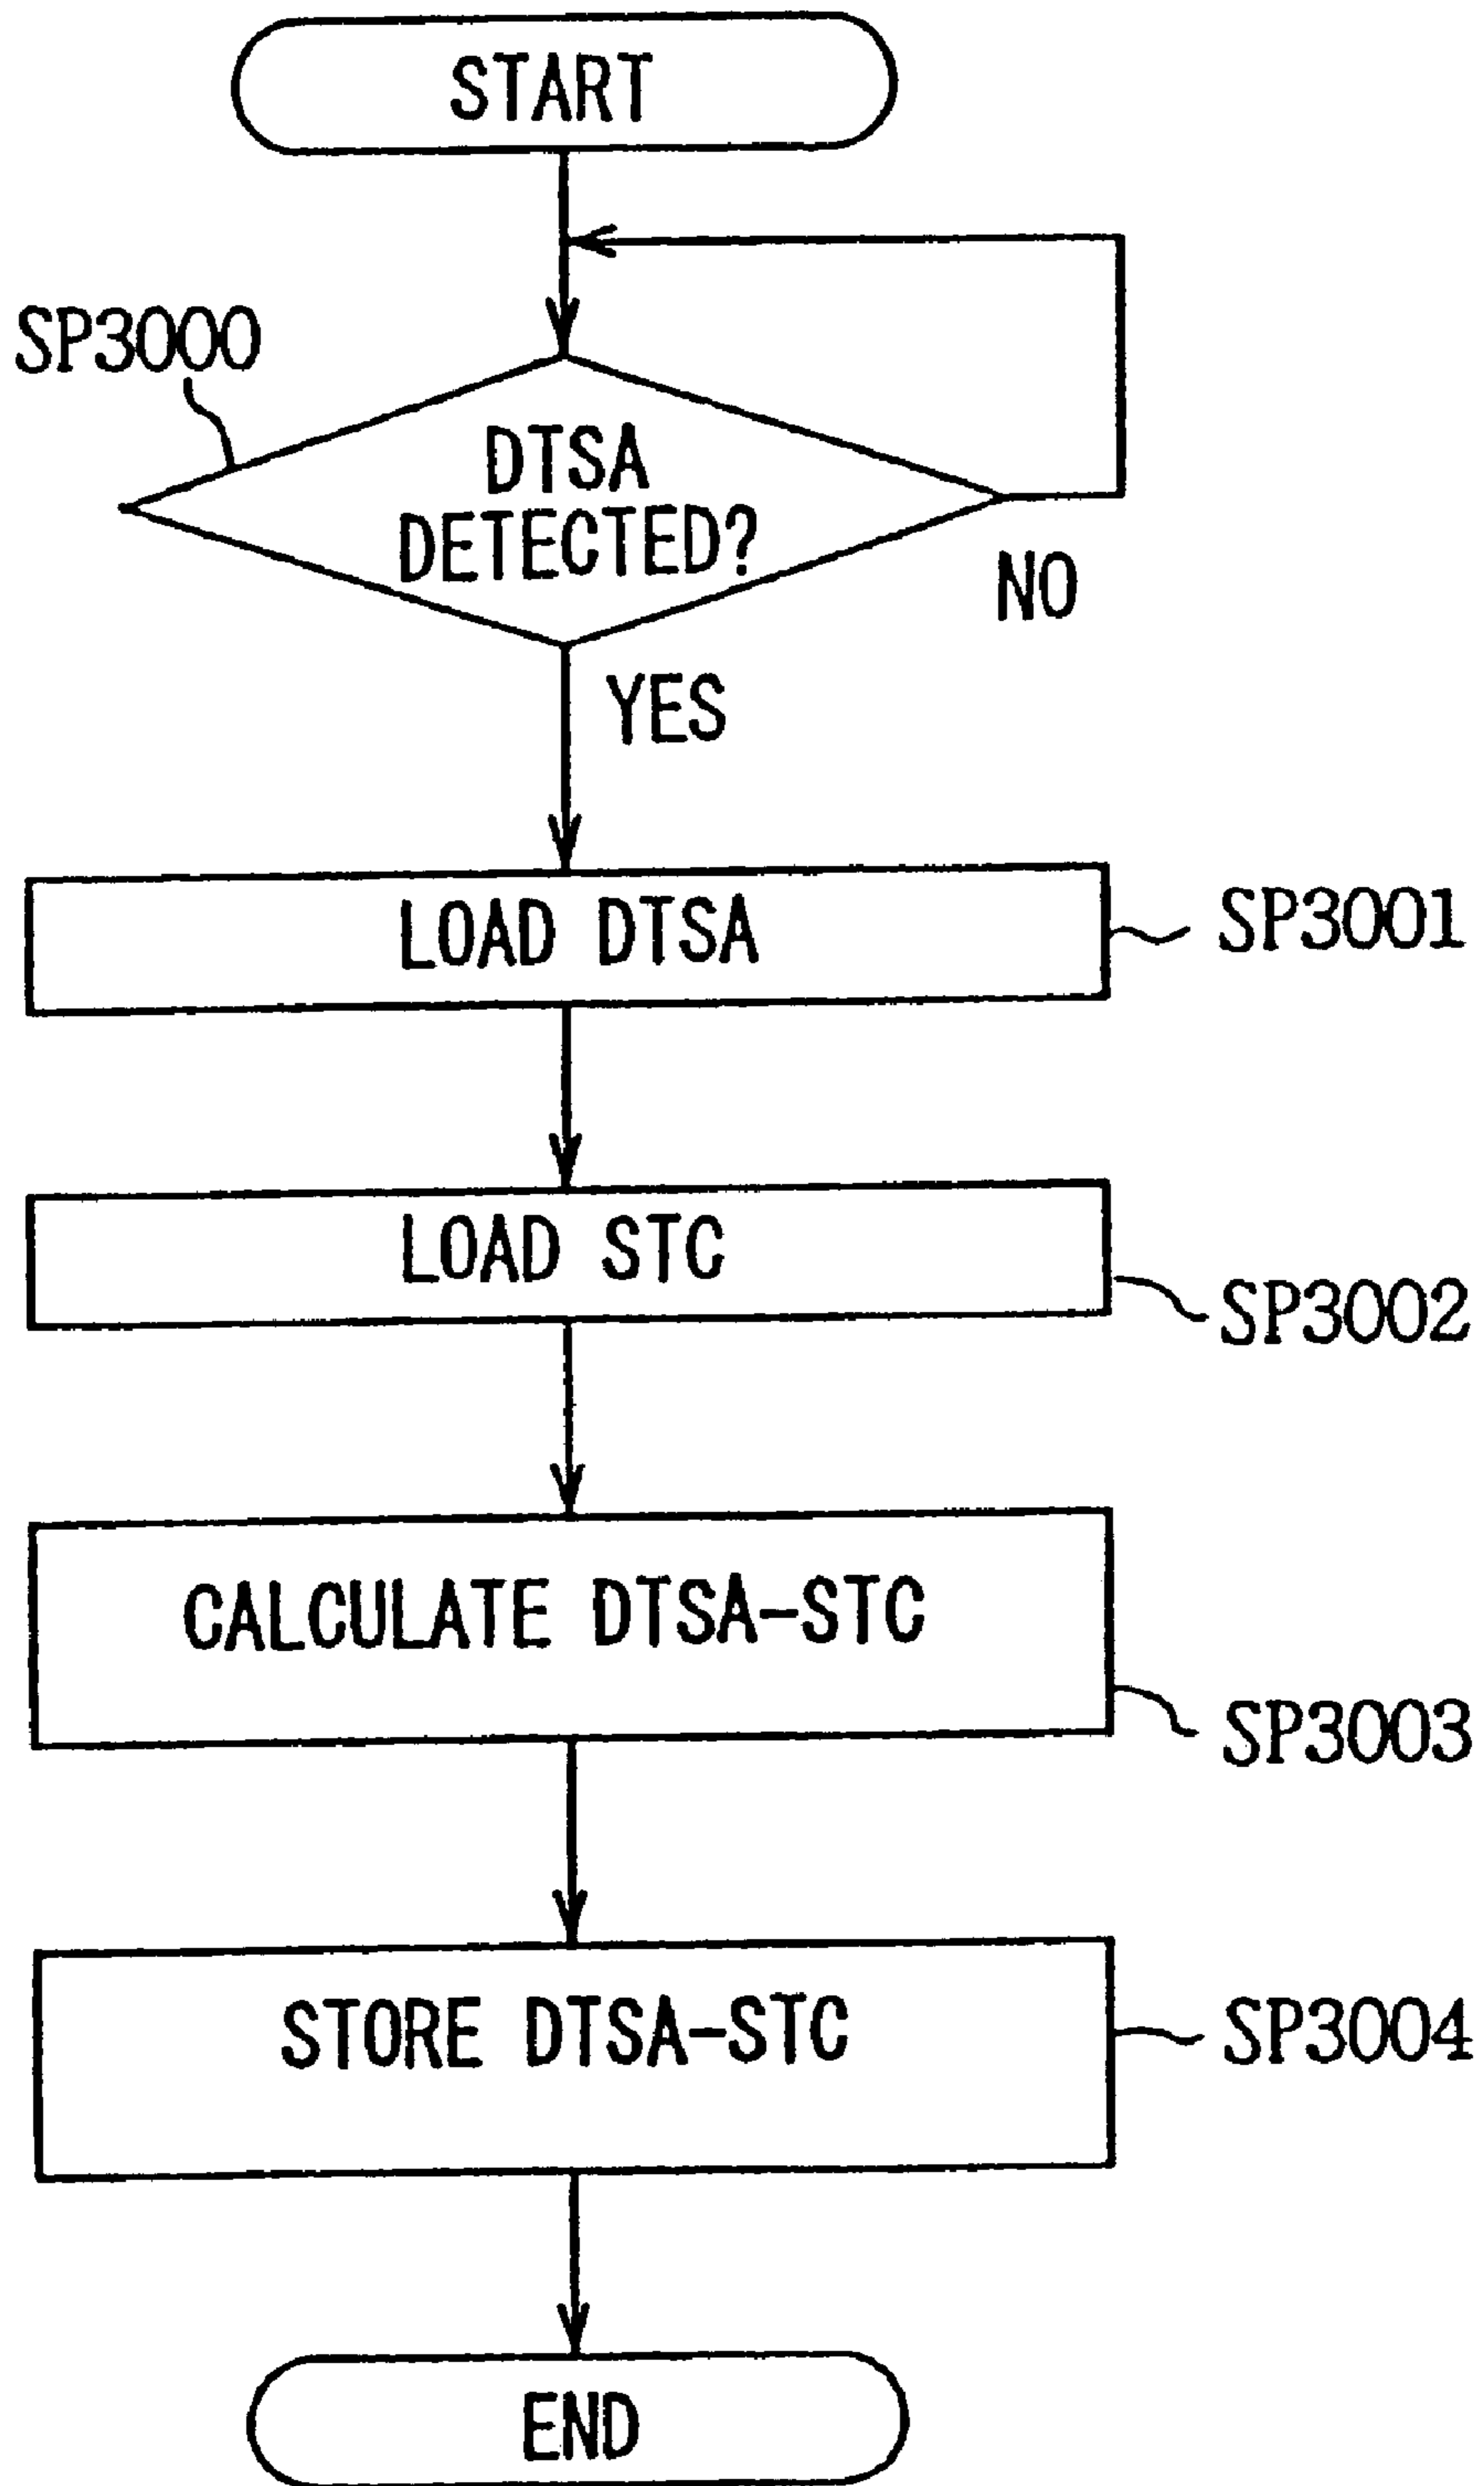 START
SP3000
DTSA
DETECTED?
NO
YES
LOAD DTSA
SP3001
LOAD STC
SP3002
CALCULATE DTSA-STC
SP3003
STORE DTSA-STC
SP3004
END